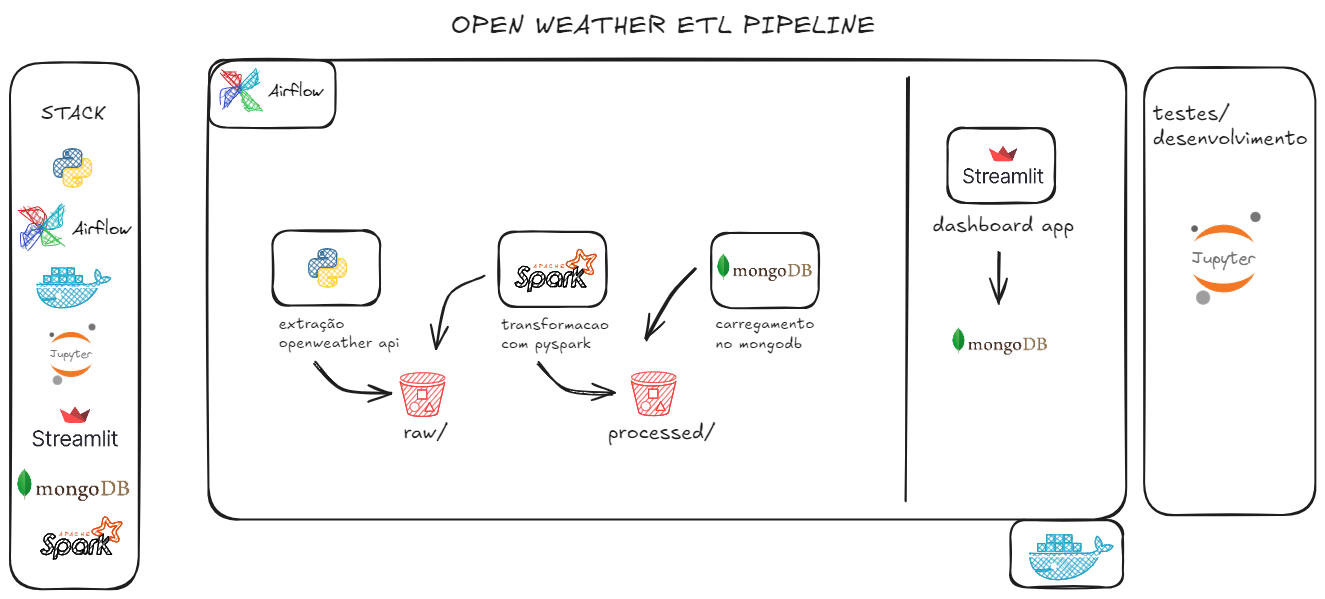 OPEN WEATHER ETL PIPELINE
STACK
Airflow
Jupyter
Streamlit
mongoDB
APACHE
Spark
Airflow
extração
openweather api
raw/
APACHE
Spark
transformacao
com pyspark
processed/
mongoDB
carregamento
no mongodb
Streamlit
dashboard app
mongoDB
testes/
desenvolvimento
Jupyter